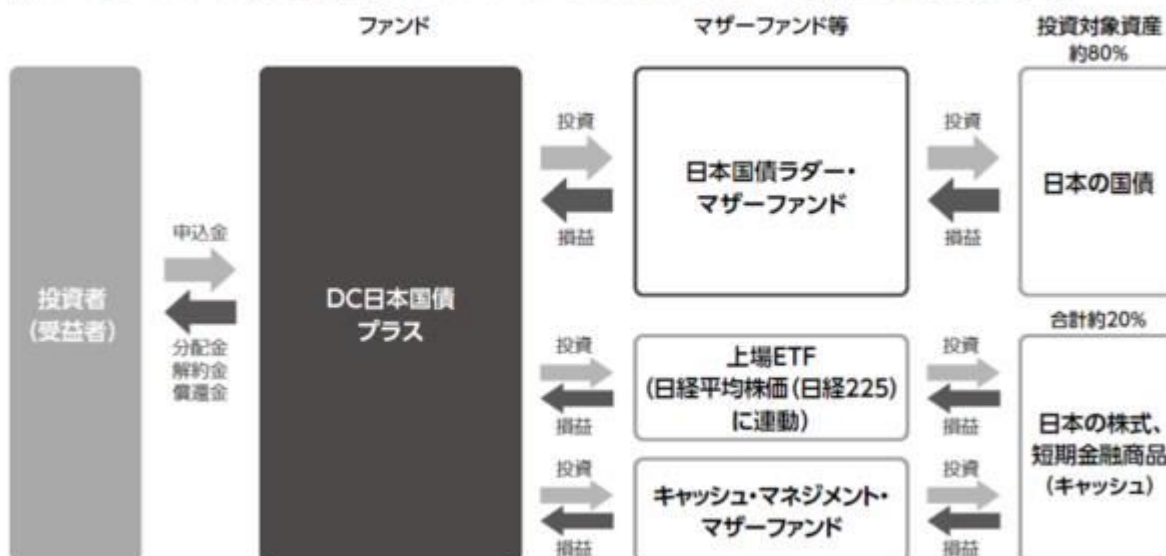 ファンド
マザーファンド等
投資対象資産
約80%
投資者
(受益者)
申込金
分配金
解約金
償還金
DC日本国債
プラス
投資
損益
日本国債ラダー・
マザーファンド
投資
損益
日本の国債
投資
損益
上場ETF
(日経平均株価(日経225)
に連動)
投資
損益
合計約20%
日本の株式、
短期金融商品
(キャッシュ)
投資
損益
キャッシュ・マネジメント・
マザーファンド
投資
損益